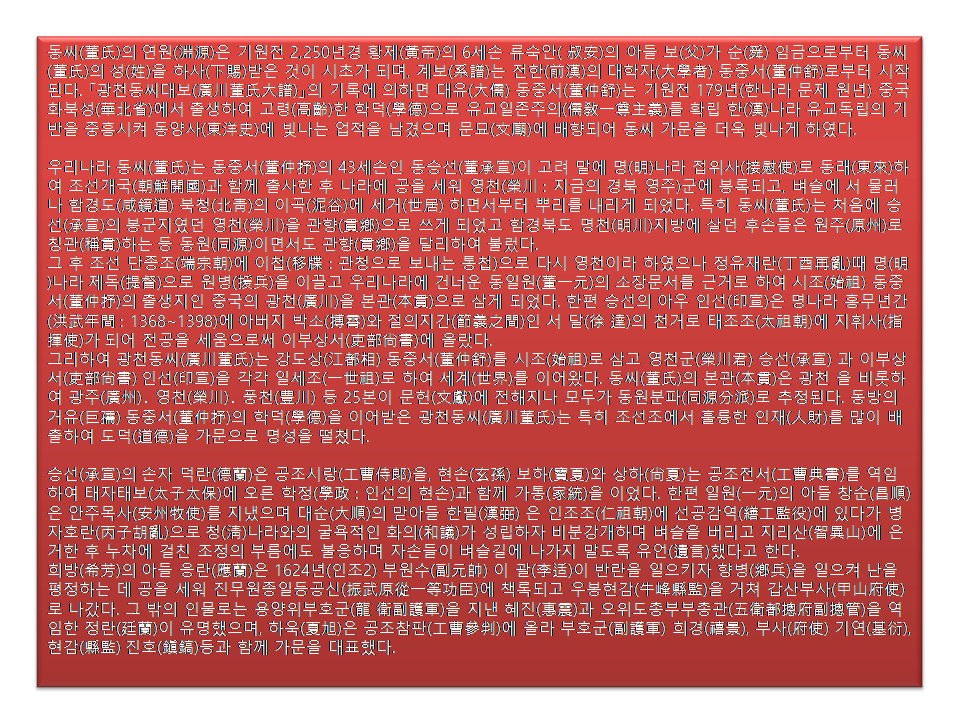 동씨(董氏)의 연원(淵源)은 기원전 2,250년경 황제(黃帝)의 6세손 류숙안( 叔安)의 아들 보(父)가 순(舜) 임금으로부터 동씨
(董氏)의 성(姓)을 하사(下賜)받은 것이 시초가 되며, 계보(系譜)는 전한(前漢)의 대학자(大學者) 동중서(董仲舒)로부터 시작
된다. 「광천동씨대보(廣川董氏大譜)」의 기록에 의하면 대유(大儒) 동중서(董仲舒)는 기원전 179년(한나라 문제 원년) 중국
화북성(華北省)에서 출생하여 고령(高齡)한 학덕(學德)으로 유교일존주의(儒敎一尊主義)를 확립 한(漢)나라 유교독립의 기
반을 중흥시켜 동양사(東洋史)에 빛나는 업적을 남겼으며 문묘(文廟)에 배향되어 동씨 가문을 더욱 빛나게 하였다.
우리나라 동씨(董氏)는 동중서(董仲抒)의 43세손인 동승선(董承宣)이 고려 말에 명(明)나라 접위사(接慰使)로 동래(東來)하
여 조선개국(朝鮮開國)과 함께 출사한 후 나라에 공을 세워 영천(榮川 : 지금의 경북 영주)군에 봉록되고, 벼슬에 서 물러
나 함경도(咸鏡道) 북청(北靑)의 이곡(泥谷)에 세거(世居) 하면서부터 뿌리를 내리게 되었다. 특히 동씨(董氏)는 처음에 승
선(承宣)의 봉군지였던 영천(榮川)을 관향(貫鄕)으로 쓰게 되었고 함경북도 명천(明川)지방에 살던 후손들은 원주(原州)로
칭관(稱貫)하는 등 동원(同源)이면서도 관향(貫鄕)을 달리하여 불렀다.
그 후 조선 단종조(端宗朝)에 이첩(移牒 : 관청으로 보내는 통첩)으로 다시 영천이라 하였으나 정유재란(丁酉再亂)때 명(明
)나라 제독(提督)으로 원병(援兵)을 이끌고 우리나라에 건너온 동일원(董一元)의 소장문서를 근거로 하여 시조(始祖) 동중
서(董仲抒)의 출생지인 중국의 광천(廣川)을 본관(本貫)으로 삼게 되었다. 한편 승선의 아우 인선(印宣)은 명나라 홍무년간
(洪武年間 : 1368~1398)에 아버지 박소(搏霄)와 절의지간(節義之間)인 서 달(徐 達)의 천거로 태조조(太祖朝)에 지휘사(指
揮使)가 되어 전공을 세움으로써 이부상서(吏部尙書)에 올랐다.
그리하여 광천동씨(廣川董氏)는 강도상(江都相) 동중서(董仲舒)를 시조(始祖)로 삼고 영천군(榮川君) 승선(承宣) 과 이부상
서(吏部尙書) 인선(印宣)을 각각 일세조(一世祖)로 하여 세계(世界)를 이어왔다. 동씨(董氏)의 본관(本貫)은 광천 을 비롯하
여 광주(廣州). 영천(榮川). 풍천(豊川) 등 25본이 문헌(文獻)에 전해지나 모두가 동원분파(同源分派)로 추정된다. 동방의
거유(巨儒) 동중서(董仲抒)의 학덕(學德)을 이어받은 광천동씨(廣川董氏)는 특히 조선조에서 훌륭한 인재(人財)를 많이 배
출하여 도덕(道德)을 가문으로 명성을 떨쳤다.
승선(承宣)의 손자 덕란(德蘭)은 공조시랑(工曹侍郎)을, 현손(玄孫) 보하(寶夏)와 상하(尙夏)는 공조전서(工曹典書)를 역임
하여 태자태보(太子太保)에 오른 학정(學政 : 인선의 현손)과 함께 가통(家統)을 이었다. 한편 일원(一元)의 아들 창순(昌順)
은 안주목사(安州牧使)를 지냈으며 대순(大順)의 맏아들 한필(漢弼) 은 인조조(仁祖朝)에 선공감역(繕工監役)에 있다가 병
자호란(丙子胡亂)으로 청(清)나라와의 굴욕적인 화의(和議)가 성립하자 비분강개하며 벼슬을 버리고 지리산(智異山)에 은
거한 후 누차에 걸친 조정의 부름에도 불응하며 자손들이 벼슬길에 나가지 말도록 유언(遺言)했다고 한다.
희방(希芳)의 아들 응란(應蘭)은 1624년(인조2) 부원수(副元帥) 이 괄(李适)이 반란을 일으키자 향병(鄕兵)을 일으켜 난을
평정하는 데 공을 세워 진무원종일등공신(振武原從一等功臣)에 책록되고 우봉현감(牛峰縣監)을 거쳐 갑산부사(甲山府使)
로 나갔다. 그 밖의 인물로는 용양위부호군(龍 衛副護軍)을 지낸 혜진(惠震)과 오위도총부부총관(五衛都摠府副摠管)을 역
임한 정란(廷蘭)이 유명했으며, 하욱(夏旭)은 공조참판(工曹參判)에 올라 부호군(副護軍) 희경(禧景), 부사(府使) 기연(基衍),
현감(縣監) 진호(鎭鎬)등과 함께 가문을 대표했다.